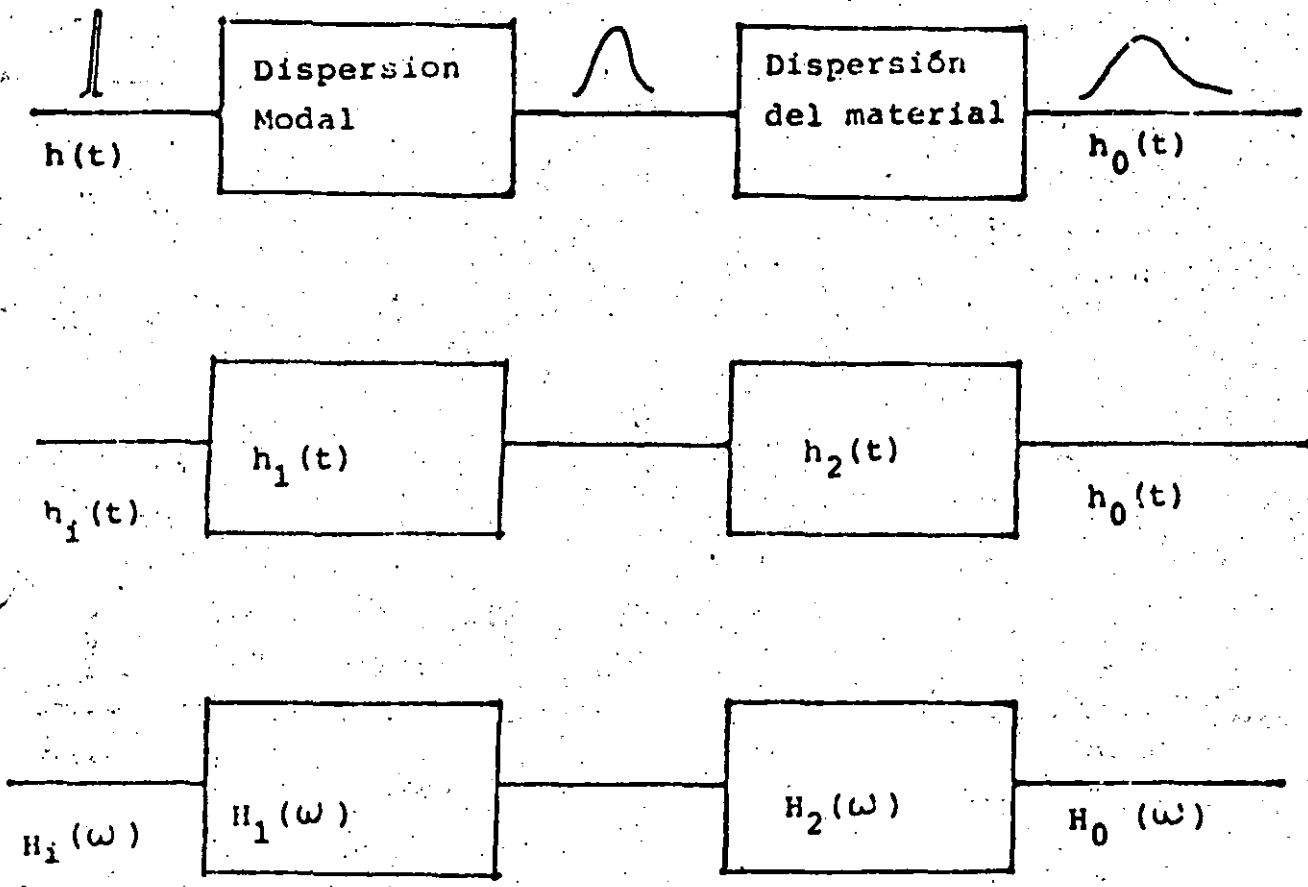 Dispersion
Modal
Dispersión
del material
h(t)
h₀(t)
h₁(t)
h₂(t)
hᵢ(t)
h₀(t)
H₁(ω)
H₂(ω)
Hᵢ(ω)
H₀ (ω)